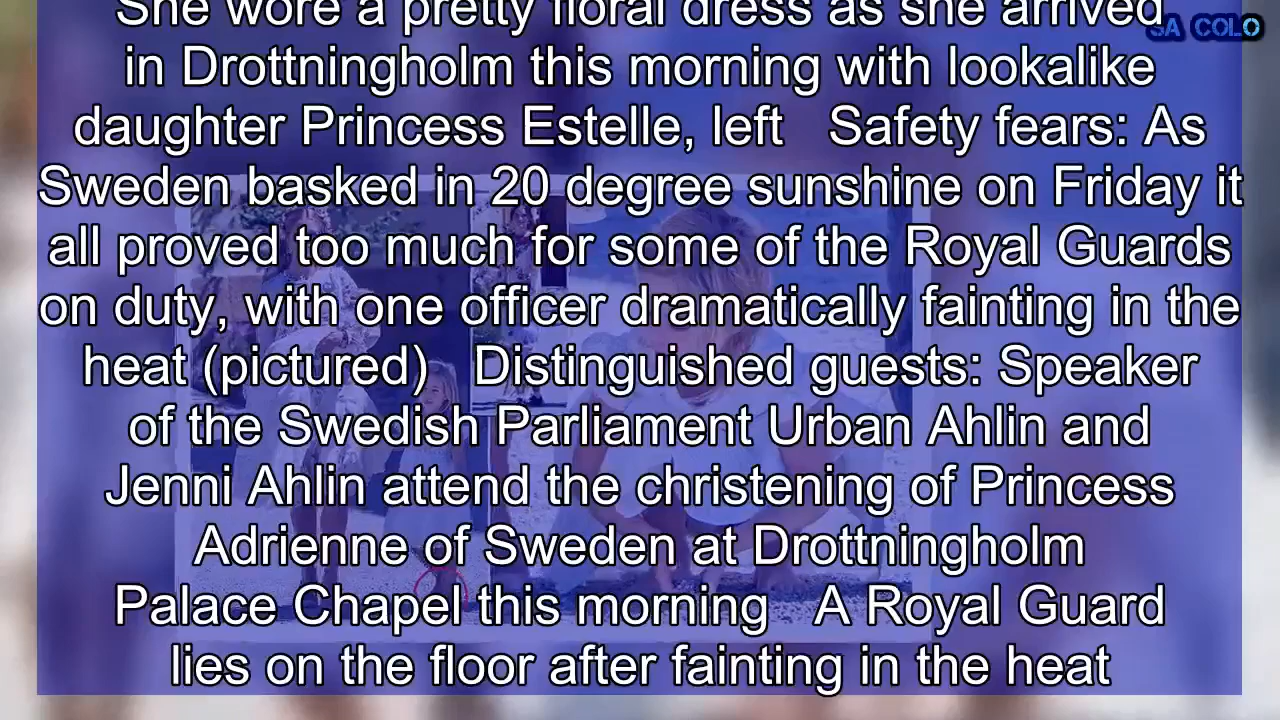 She wore a pretty floral dress as she arrived
SA COLO
in Drottningholm this morning with lookalike
daughter Princess Estelle, left   Safety fears: As
Sweden basked in 20 degree sunshine on Friday it
all proved too much for some of the Royal Guards
on duty, with one officer dramatically fainting in the
heat (pictured)   Distinguished guests: Speaker
of the Swedish Parliament Urban Ahlin and
Jenni Ahlin attend the christening of Princess
Adrienne of Sweden at Drottningholm
Palace Chapel this morning   A Royal Guard
lies on the floor after fainting in the heat